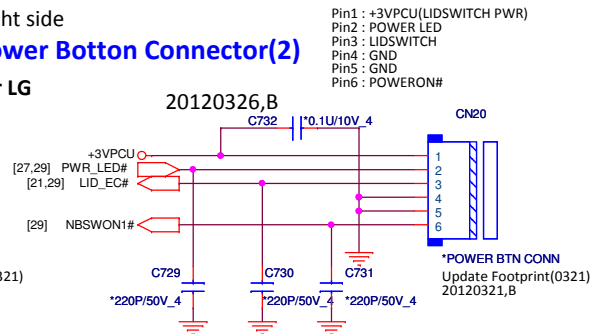 ght side
ower Botton Connector(2)
r LG
Pin1 : +3VPCU(LIDSWITCH PWR)
Pin2 : POWER LED
Pin3 : LIDSWITCH
Pin4 : GND
Pin5 : GND
Pin6 : POWERON#
20120326,B
C732 *0.1U/10V_4
CN20
+3VPCU
[27,29] PWR_LED#
[21,29] LID_EC#
[29] NBSWON1#
1
2
3
4
5
6
*POWER BTN CONN
Update Footprint(0321)
20120321,B
321)
C729
C730
C731
*220P/50V_4
*220P/50V_4
*220P/50V_4